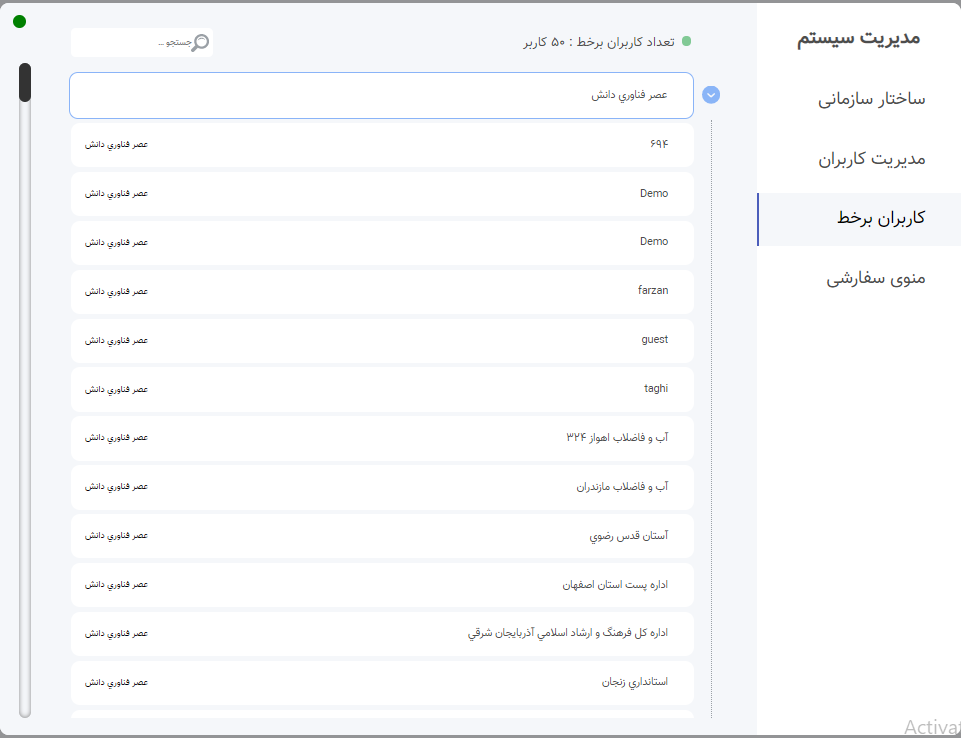 مدیریت سیستم
ساختار سازمانی
مدیریت کاربران
کاربران برخط
منوی سفارشی
تعداد کاربران برخط : ۵۰ کاربر
جستجو ...
عصر فناوري دانش
۶۹۴ عصر فناوري دانش
Demo عصر فناوري دانش
Demo عصر فناوري دانش
farzan عصر فناوري دانش
guest عصر فناوري دانش
taghi عصر فناوري دانش
آب و فاضلاب اهواز ۳۲۴ عصر فناوري دانش
آب و فاضلاب مازندران عصر فناوري دانش
آستان قدس رضوي عصر فناوري دانش
اداره پست استان اصفهان عصر فناوري دانش
اداره کل فرهنگ و ارشاد اسلامي آذربایجان شرقي عصر فناوري دانش
استانداري زنجان عصر فناوري دانش
Activat